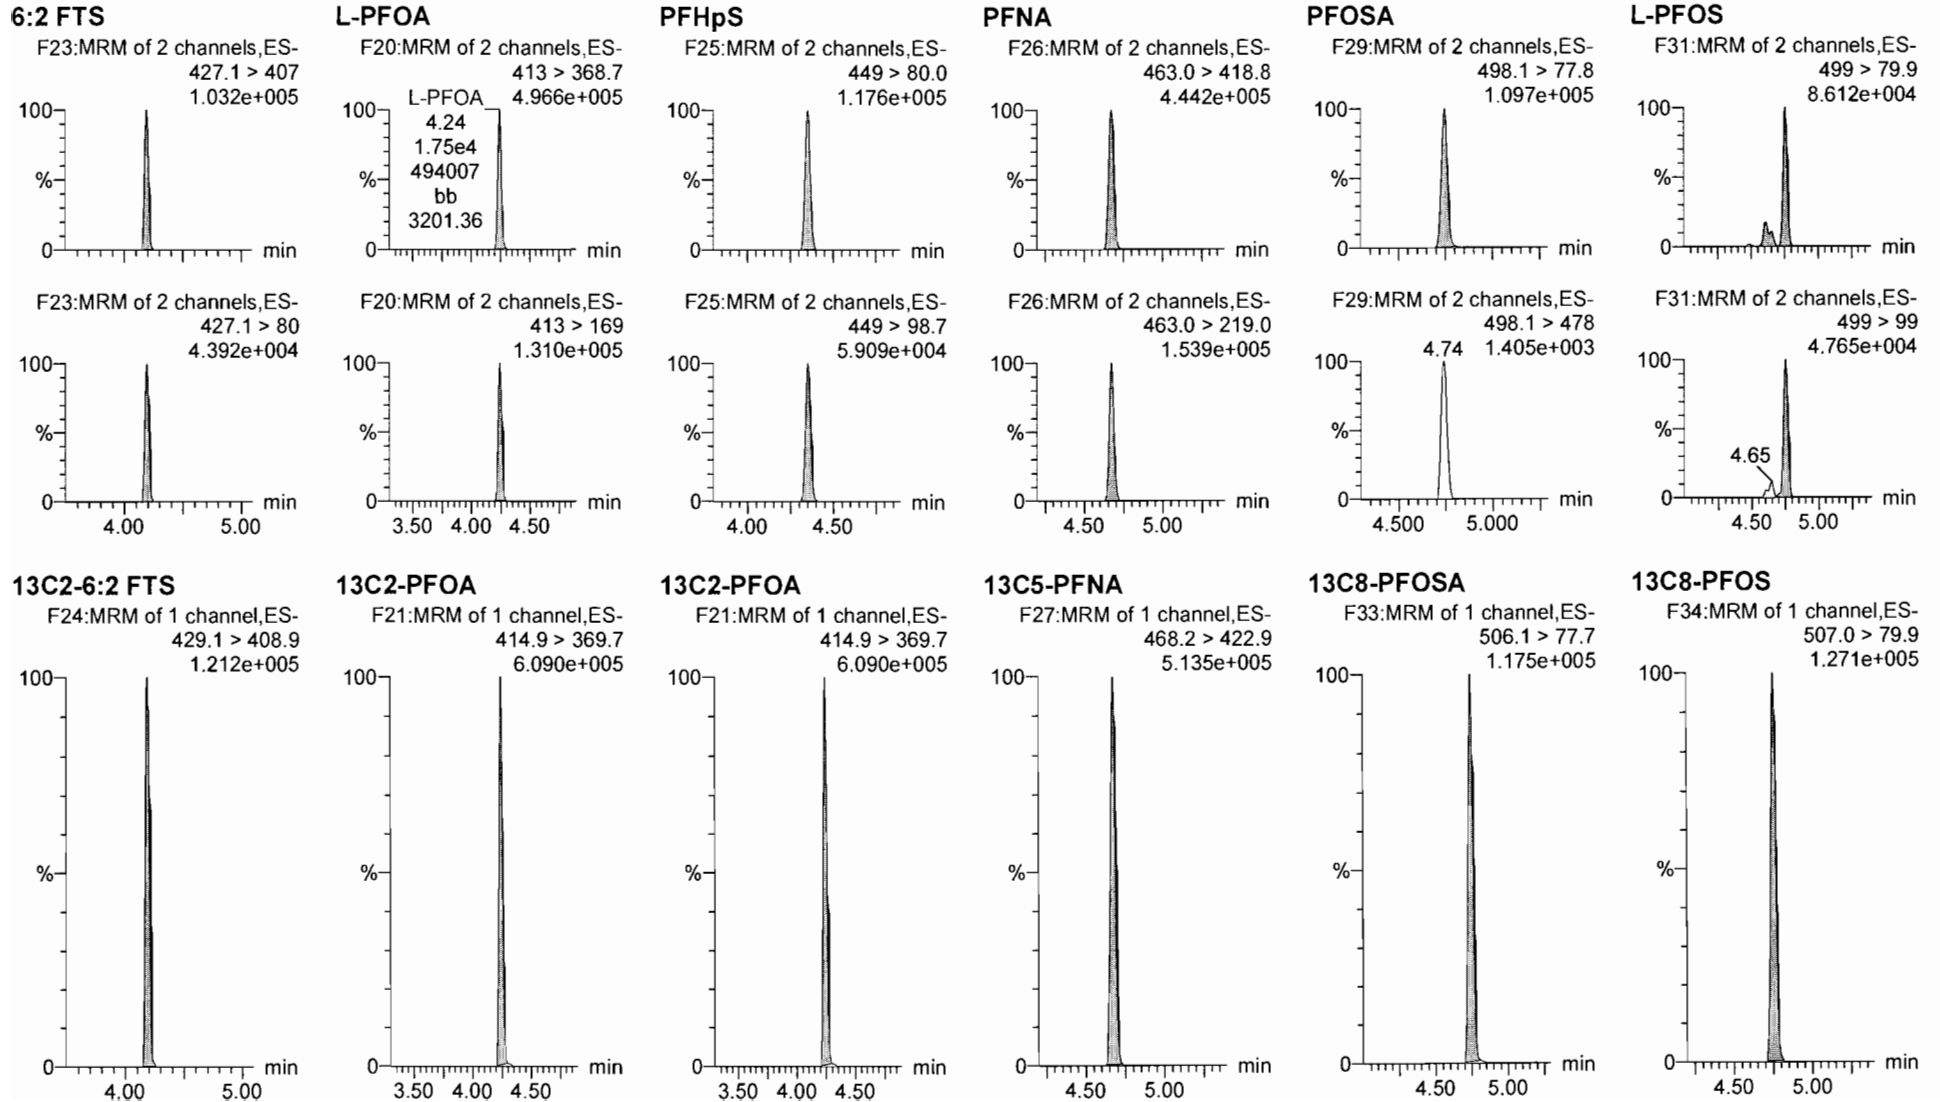 6:2 FTS
F23:MRM of 2 channels,ES-
427.1 > 407
1.032e+005
100
%
0
min
F23:MRM of 2 channels,ES-
427.1 > 80
4.392e+004
100
%
0
min
4.00 5.00
L-PFOA
F20:MRM of 2 channels,ES-
413 > 368.7
L-PFOA 4.966e+005
4.24
1.75e4
494007
bb
3201.36
100
%
0
min
F20:MRM of 2 channels,ES-
413 > 169
1.310e+005
100
%
0
min
3.50 4.00 4.50
PFHpS
F25:MRM of 2 channels,ES-
449 > 80.0
1.176e+005
100
%
0
min
F25:MRM of 2 channels,ES-
449 > 98.7
5.909e+004
100
%
0
min
4.00 4.50
PFNA
F26:MRM of 2 channels,ES-
463.0 > 418.8
4.442e+005
100
%
0
min
F26:MRM of 2 channels,ES-
463.0 > 219.0
1.539e+005
100
%
0
min
4.50 5.00
PFOSA
F29:MRM of 2 channels,ES-
498.1 > 77.8
1.097e+005
100
%
0
min
F29:MRM of 2 channels,ES-
498.1 > 478
4.74 1.405e+003
100
%
0
min
4.500 5.000
L-PFOS
F31:MRM of 2 channels,ES-
499 > 79.9
8.612e+004
100
%
0
min
F31:MRM of 2 channels,ES-
499 > 99
4.765e+004
100
%
4.65
0
min
4.50 5.00
13C2-6:2 FTS
F24:MRM of 1 channel,ES-
429.1 > 408.9
1.212e+005
100
%
0
min
4.00 5.00
13C2-PFOA
F21:MRM of 1 channel,ES-
414.9 > 369.7
6.090e+005
100
%
0
min
3.50 4.00 4.50
13C2-PFOA
F21:MRM of 1 channel,ES-
414.9 > 369.7
6.090e+005
100
%
0
min
3.50 4.00 4.50
13C5-PFNA
F27:MRM of 1 channel,ES-
468.2 > 422.9
5.135e+005
100
%
0
min
4.50 5.00
13C8-PFOSA
F33:MRM of 1 channel,ES-
506.1 > 77.7
1.175e+005
100
%
0
min
4.50 5.00
13C8-PFOS
F34:MRM of 1 channel,ES-
507.0 > 79.9
1.271e+005
100
%
0
min
4.50 5.00